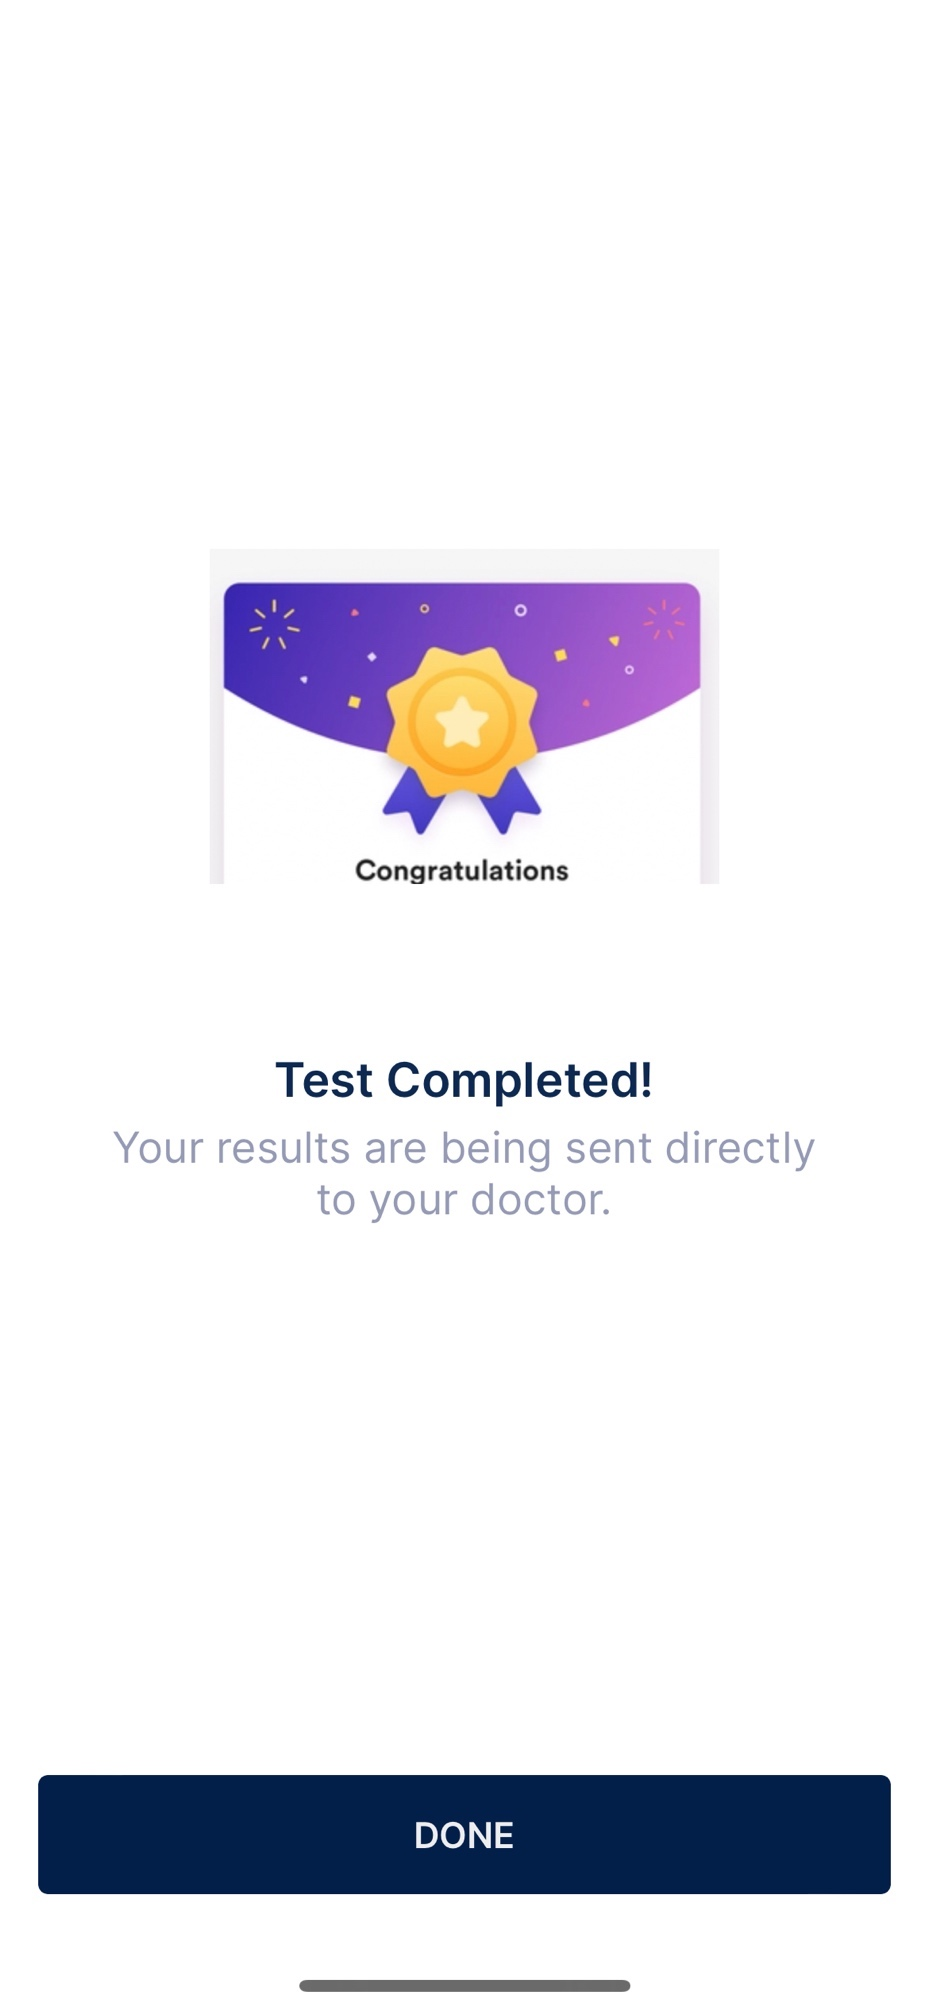 Congratulations
Test Completed!
Your results are being sent directly
to your doctor.
DONE